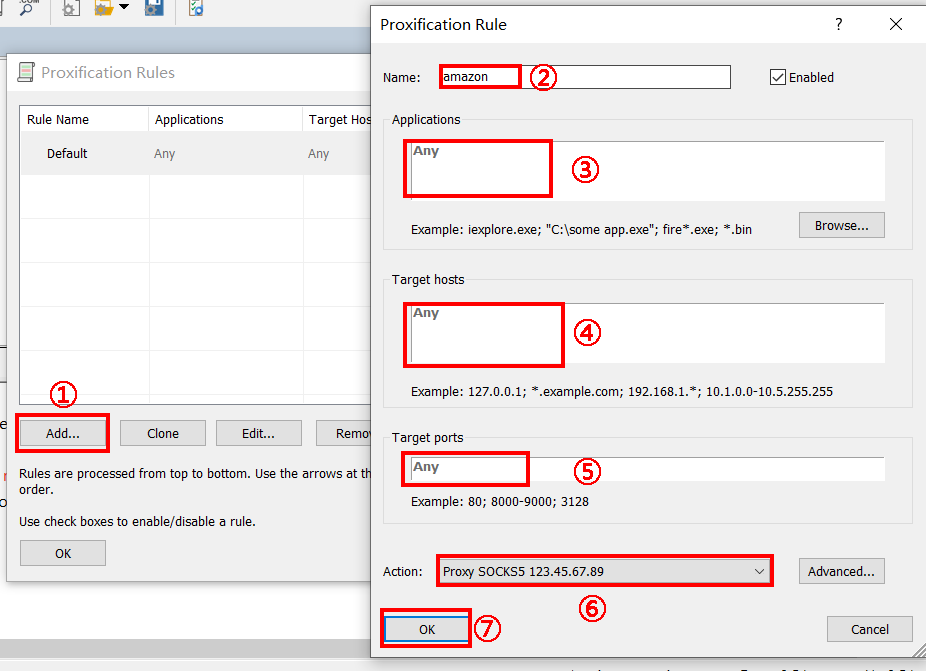 Proxification Rules
Rule Name Applications Target Hos
Default Any Any
①
Add... Clone Edit... Remov
Rules are processed from top to bottom. Use the arrows at th
order.
Use check boxes to enable/disable a rule.
OK
Proxification Rule ?
Name: amazon ② Enabled
Applications
Any
③
Example: iexplore.exe; "C:\some app.exe"; fire*.exe; *.bin Browse...
Target hosts
Any
④
Example: 127.0.0.1; *.example.com; 192.168.1.*; 10.1.0.0-10.5.255.255
Target ports
Any
⑤
Example: 80; 8000-9000; 3128
Action: Proxy SOCKS5 123.45.67.89 Advanced...
⑥
OK ⑦ Cancel